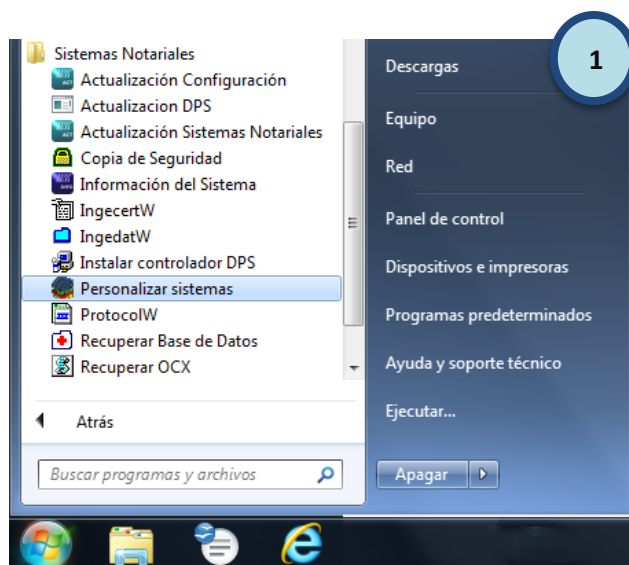 Sistemas Notariales
Actualización Configuración
Actualizacion DPS
Actualización Sistemas Notariales
Copia de Seguridad
Información del Sistema
IngecertW
IngedatW
Instalar controlador DPS
Personalizar sistemas
ProtocolW
Recuperar Base de Datos
Recuperar OCX
Atrás
Buscar programas y archivos
1
Descargas
Equipo
Red
Panel de control
Dispositivos e impresoras
Programas predeterminados
Ayuda y soporte técnico
Ejecutar...
Apagar